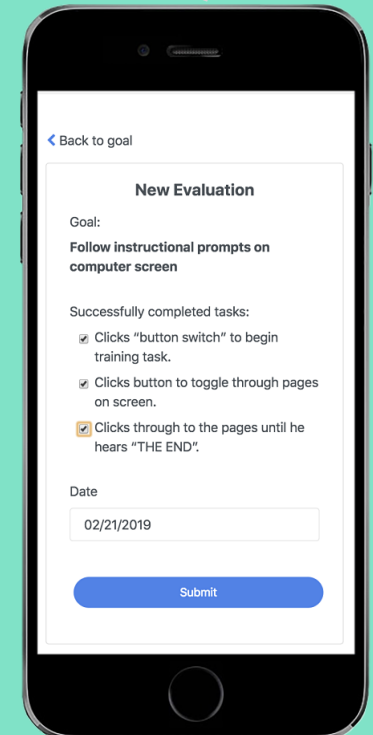 Back to goal
New Evaluation
Goal:
Follow instructional prompts on
computer screen
Successfully completed tasks:
Clicks “button switch” to begin
training task.
Clicks button to toggle through pages
on screen.
Clicks through to the pages until he
hears “THE END”.
Date
02/21/2019
Submit